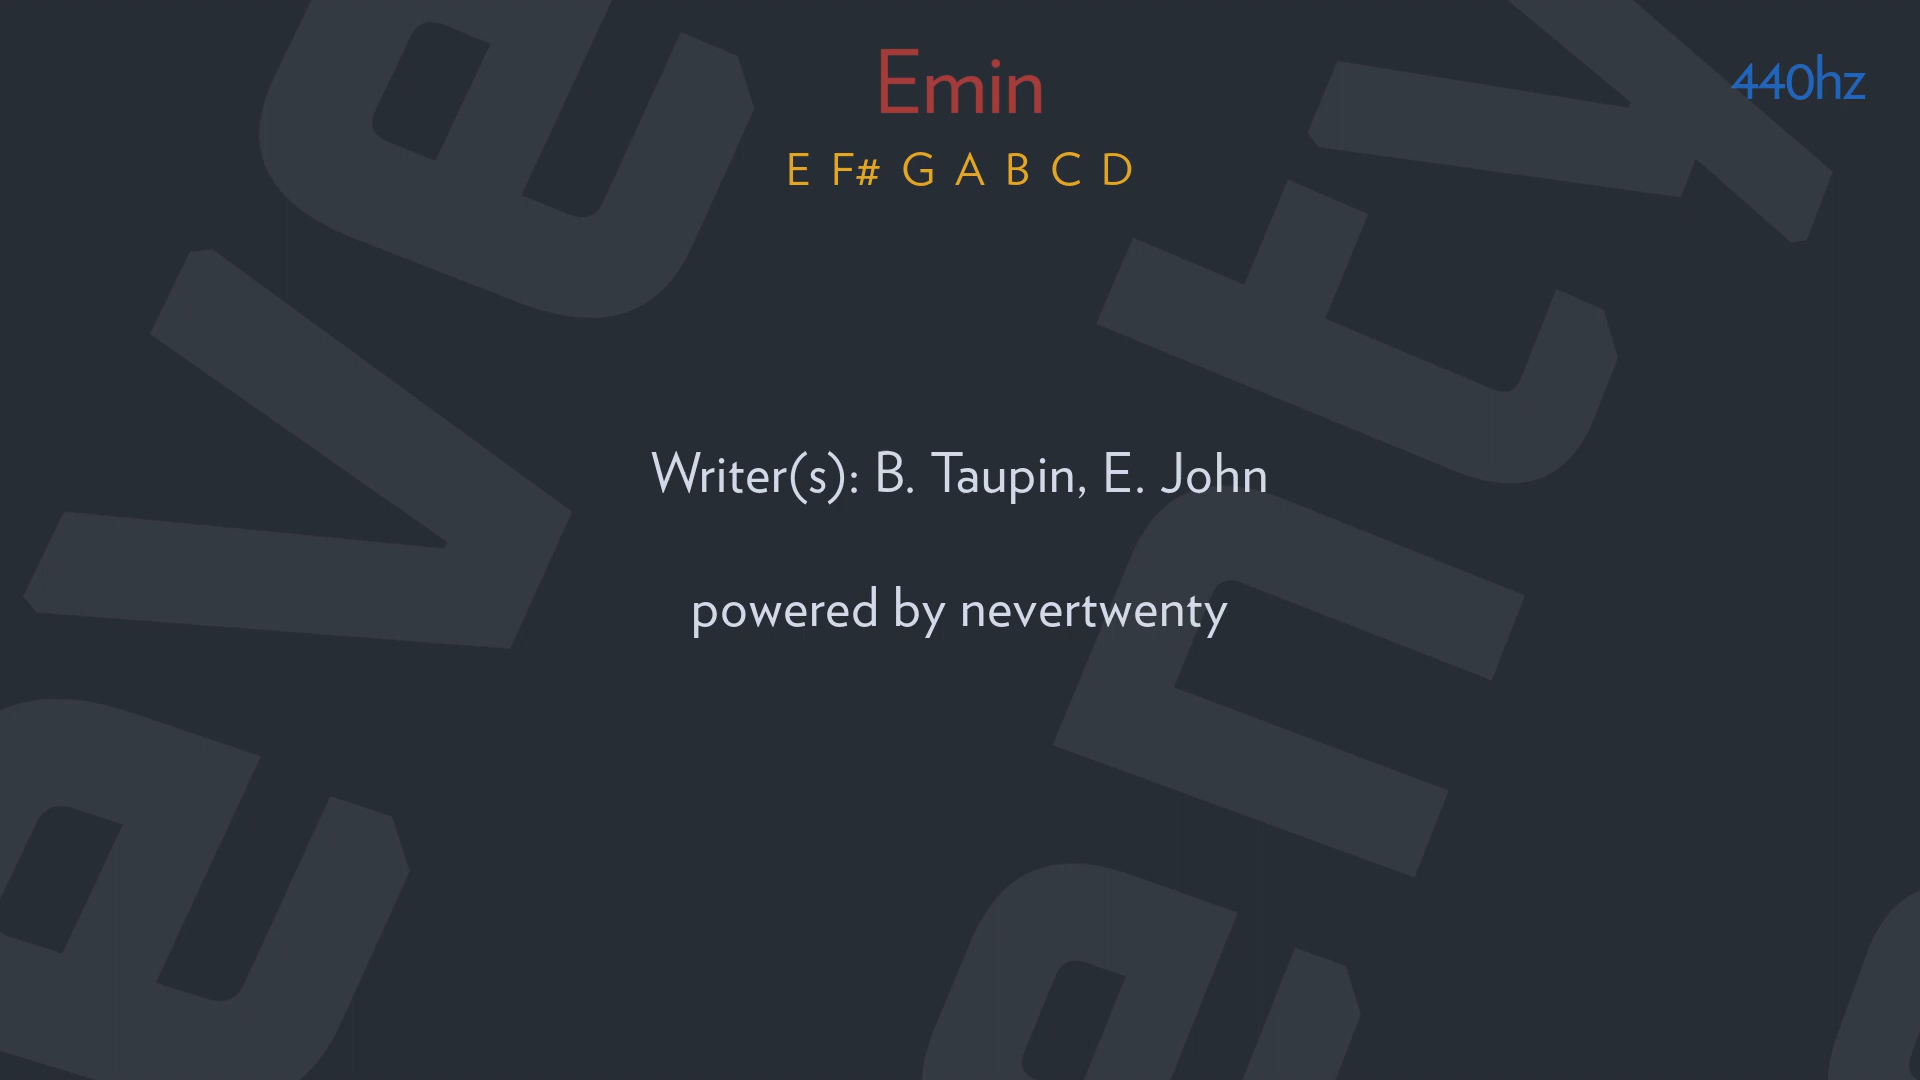 Emin
440hz
E F# G A B C D
Writer(s): B. Taupin, E. John
powered by nevertwenty